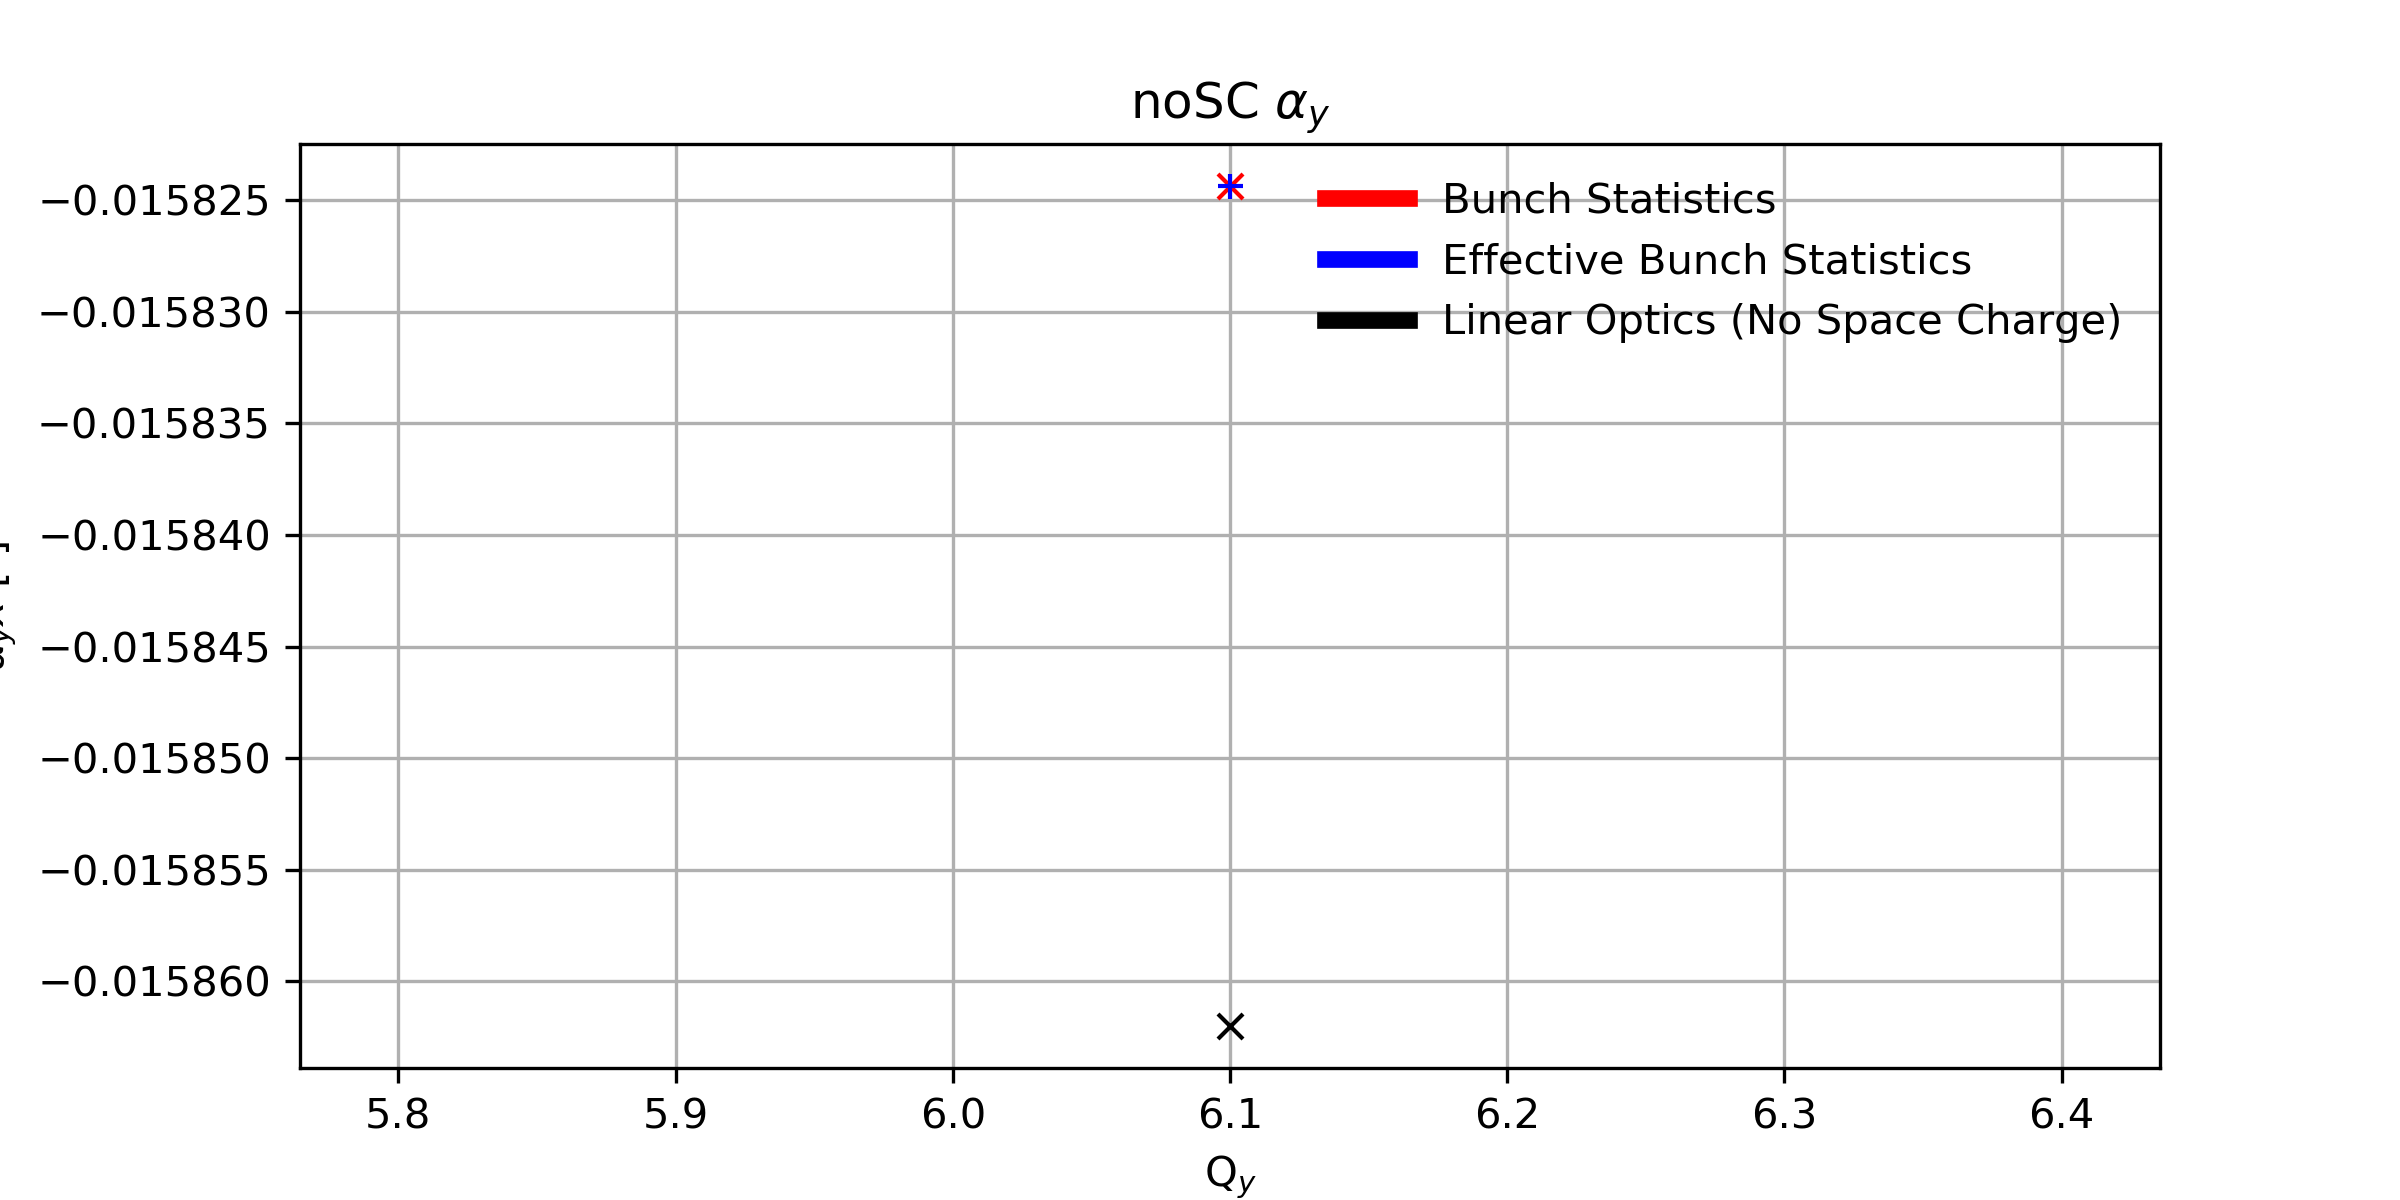 noSC αy
−0.015825
−0.015830
−0.015835
−0.015840
−0.015845
−0.015850
−0.015855
−0.015860
Bunch Statistics
Effective Bunch Statistics
Linear Optics (No Space Charge)
5.8 5.9 6.0 6.1 6.2 6.3 6.4
Qy